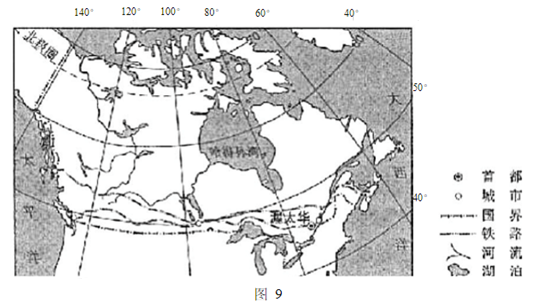 140° 120° 100° 80° 60° 40°
北极圈
50°
大
哈得孙湾
太
西
首 都
40°
城 市
平
渥太华
国 界
铁 路
洋
洋
河 流
湖 泊
图 9